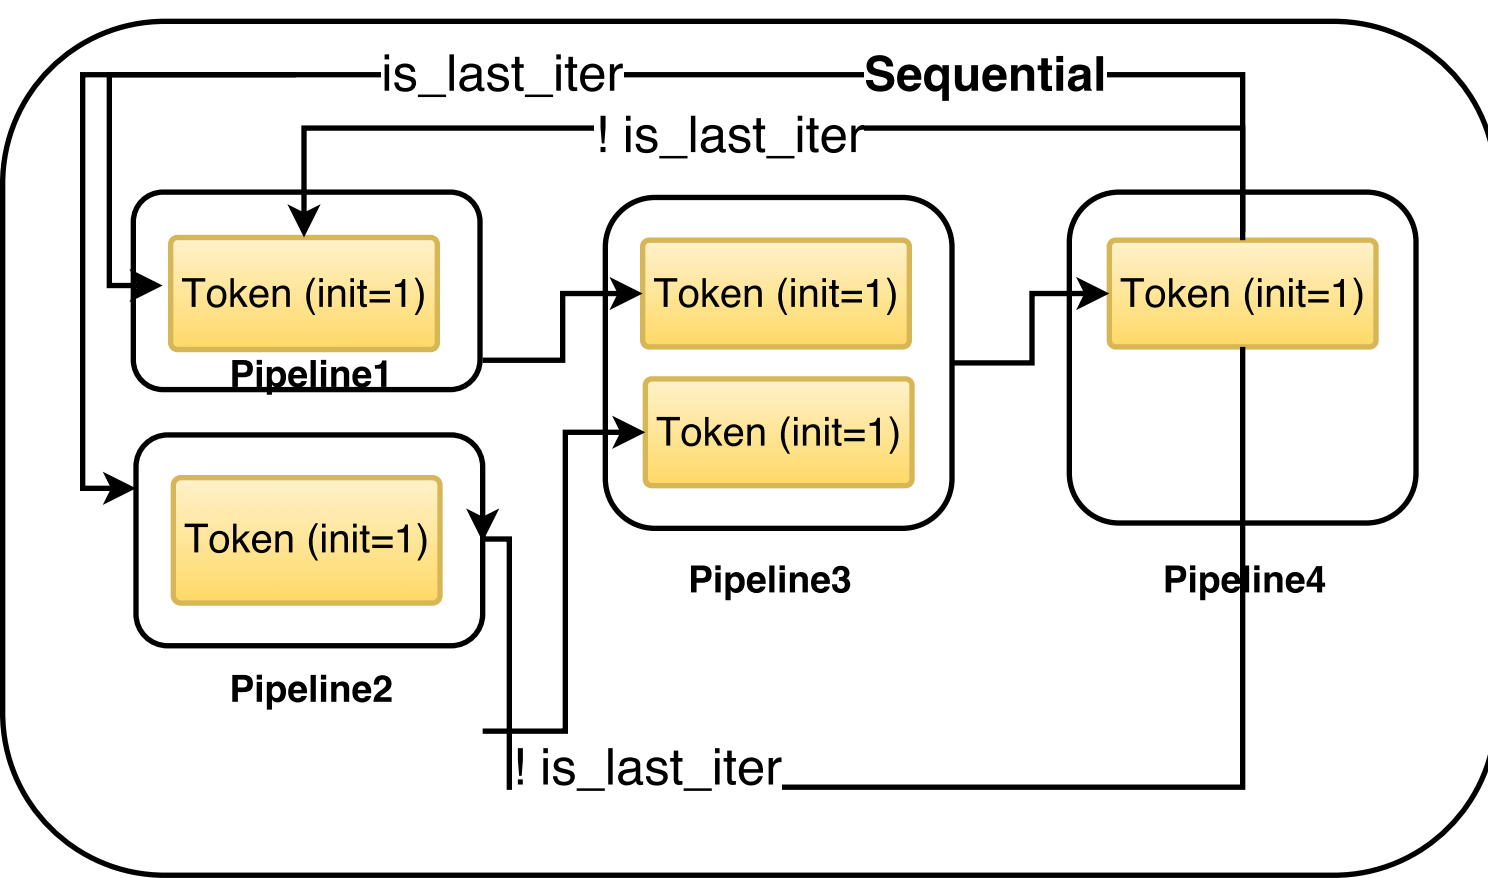 is_last_iter Sequential
! is_last_iter
Token (init=1)
Pipeline1
Token (init=1)
Pipeline2
Token (init=1)
Token (init=1)
Pipeline3
Token (init=1)
Pipeline4
! is_last_iter